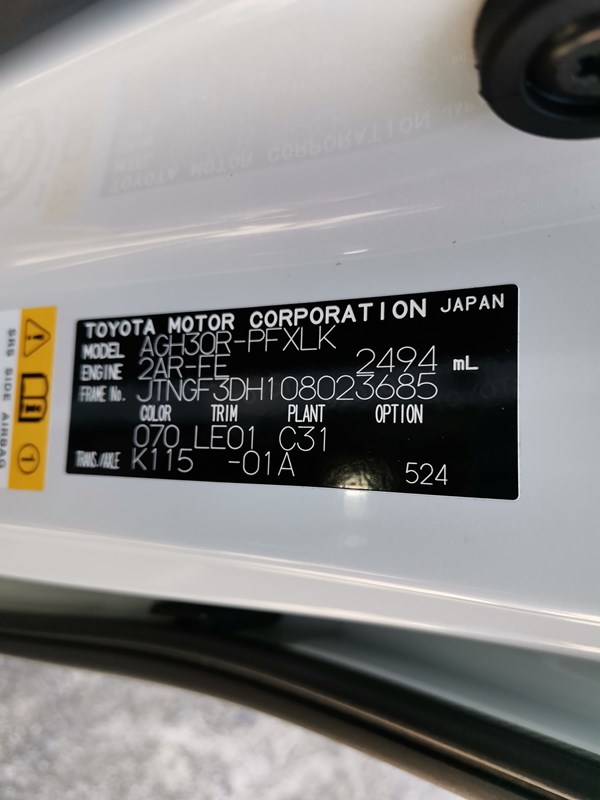 TOYOTA MOTOR CORPORATION JAPAN
MODEL AGH30R-PFXLK
ENGINE 2AR-FE 2494 mL
FRAME No. JTNGF3DH108023685
COLOR TRIM PLANT OPTION
070 LE01 C31
TRANS./AXLE K115 -01A 524
SRS SIDE AIRBAG
1